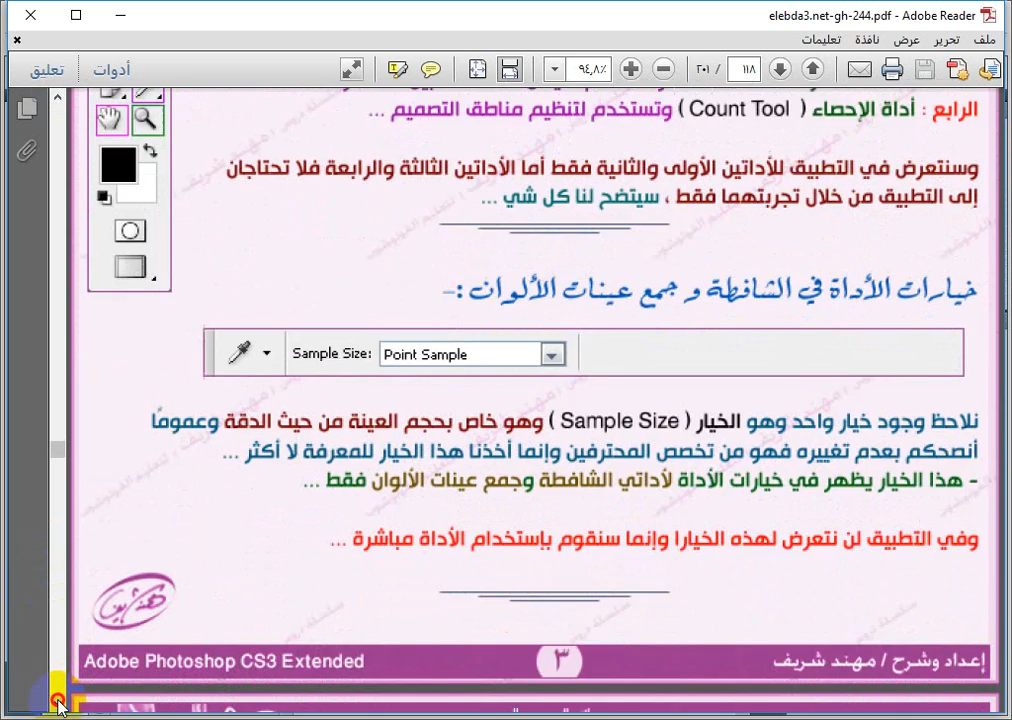 elebda3.net-gh-244.pdf - Adobe Reader
ملف تحرير عرض نافذة تعليمات
١١٨ / ٢٠١ ٩٤,٨٪ أدوات تعليق
الرابع : أداة الإحصاء ( Count Tool ) وتستخدم لتنظيم مناطق التصميم ...
وسنتعرض في التطبيق للأداتين الأولى والثانية فقط أما الأداتين الثالثة والرابعة فلا تحتاجان
إلى التطبيق من خلال تجربتهما فقط ، سيتضح لنا كل شي ...
خيارات الأداة في الشافطة و جمع عينات الألوان :-
Sample Size: Point Sample
نلاحظ وجود خيار واحد وهو الخيار ( Sample Size ) وهو خاص بحجم العينة من حيث الدقة وعموماً
أنصحكم بعدم تغييره فهو من تخصص المحترفين وإنما أخذنا هذا الخيار للمعرفة لا أكثر ...
- هذا الخيار يظهر في خيارات الأداة لأداتي الشافطة وجمع عينات الألوان فقط ...
وفي التطبيق لن نتعرض لهذه الخيارا وإنما سنقوم بإستخدام الأداة مباشرة ...
إعداد وشرح / مهند شريف ٣ Adobe Photoshop CS3 Extended